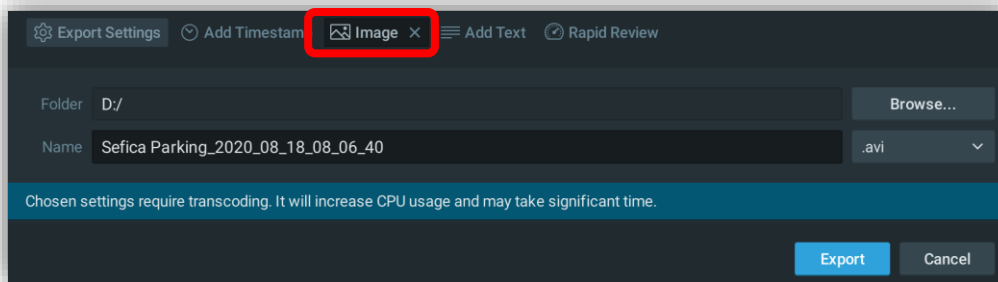 Export Settings Add Timestam Image Add Text Rapid Review
Folder D:/ Browse...
Name Sefica Parking_2020_08_18_08_06_40 .avi
Chosen settings require transcoding. It will increase CPU usage and may take significant time.
Export Cancel